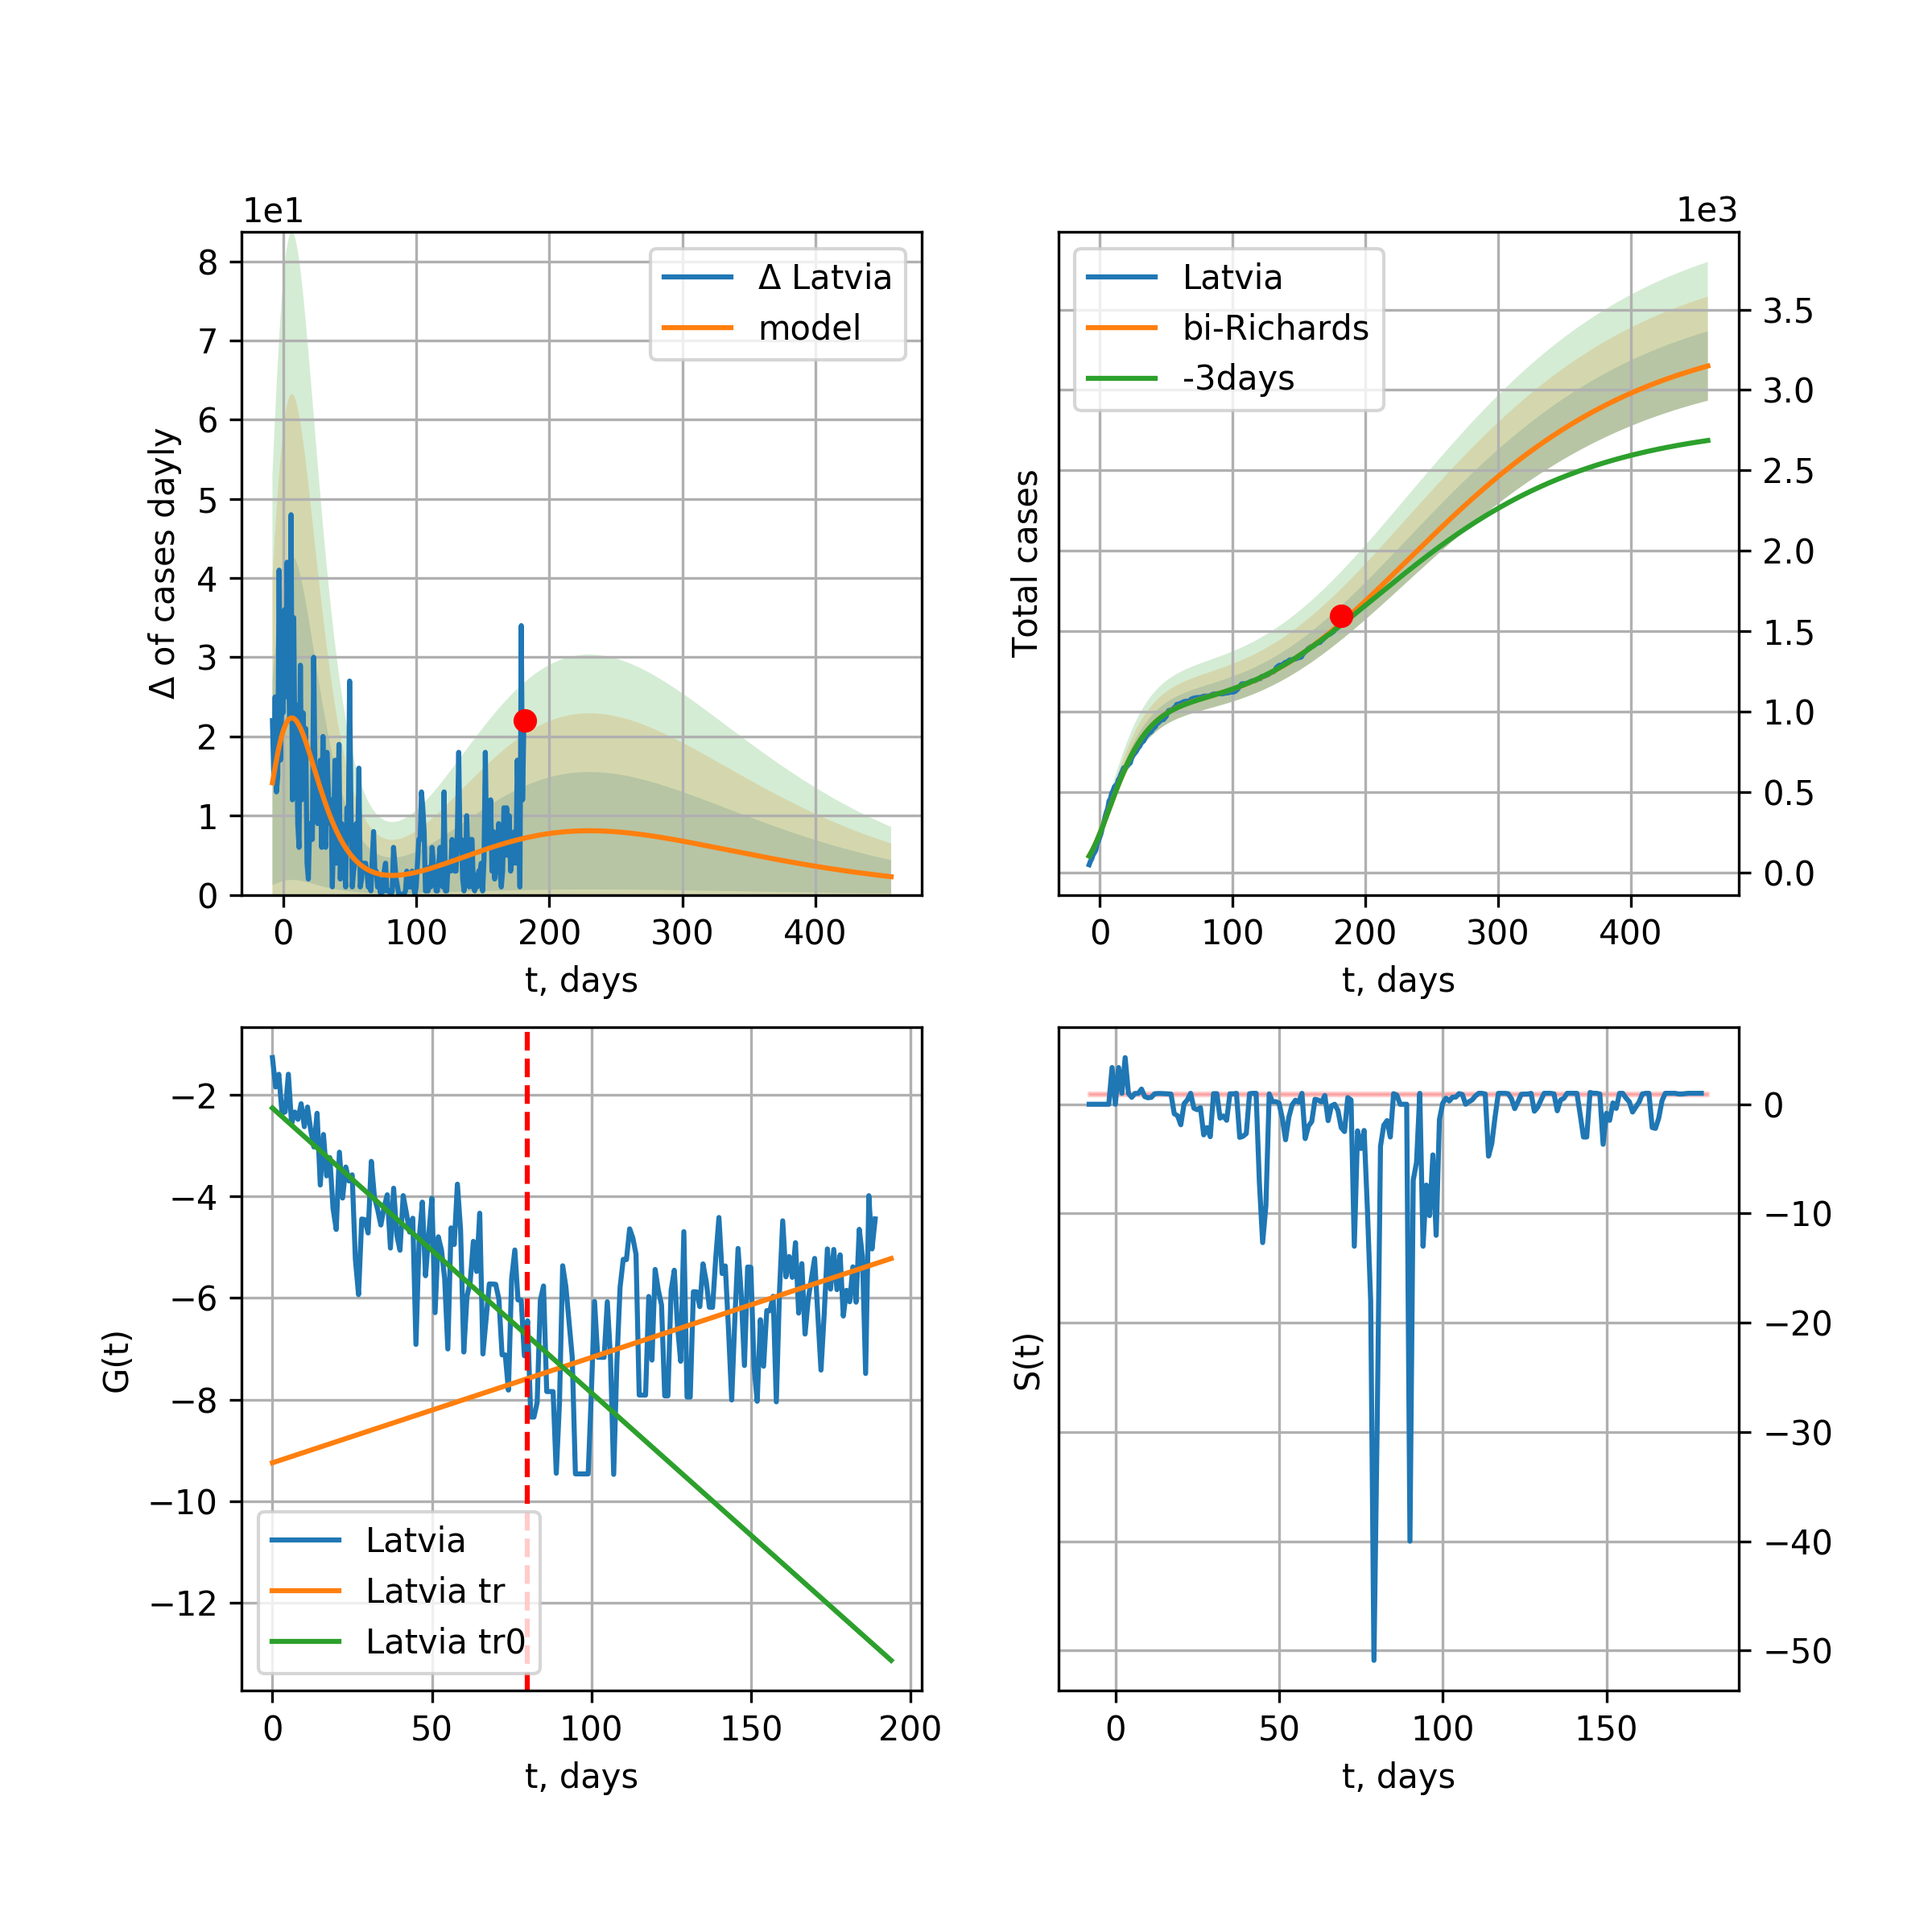 1e1
Δ of cases dayly
8
7
6
5
4
3
2
1
0
Δ Latvia
model
0 100 200 300 400
t, days
1e3
Total cases
Latvia
bi-Richards
-3days
3.5
3.0
2.5
2.0
1.5
1.0
0.5
0.0
0 100 200 300 400
t, days
G(t)
−2
−4
−6
−8
−10
−12
Latvia
Latvia tr
Latvia tr0
0 50 100 150 200
t, days
S(t)
0
−10
−20
−30
−40
−50
0 50 100 150
t, days